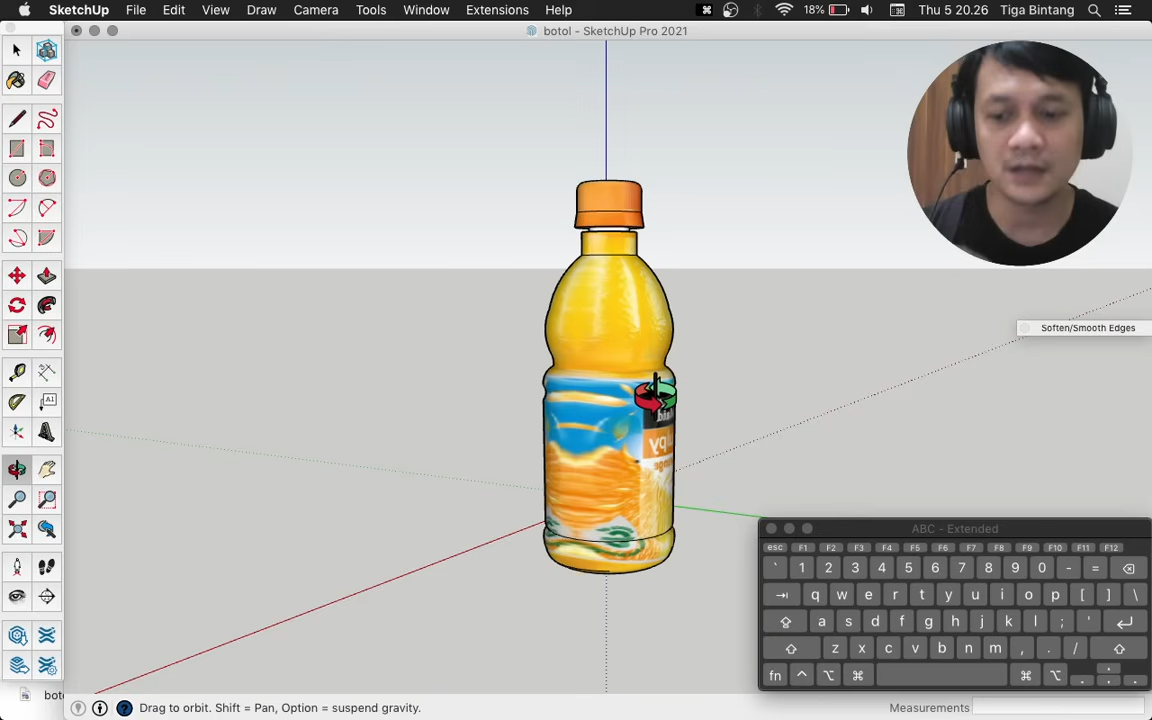 SketchUp File Edit View Draw Camera Tools Window Extensions Help 18% Thu 5 20.26 Tiga Bintang
botol - SketchUp Pro 2021
Soften/Smooth Edges
A1
ABC - Extended
esc F1 F2 F3 F4 F5 F6 F7 F8 F9 F10 F11 F12
` 1 2 3 4 5 6 7 8 9 0 - =
q w e r t y u i o p [ ] \
a s d f g h j k l ; '
z x c v b n m , . /
fn
boto
Drag to orbit. Shift = Pan, Option = suspend gravity.
Measurements